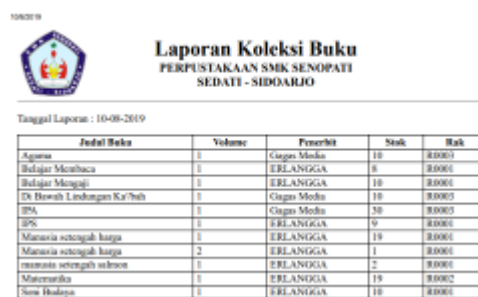 10/8/2019
Laporan Koleksi Buku
PERPUSTAKAAN SMK SENOPATI
SEDATI - SIDOARJO
Tanggal Laporan : 10-08-2019
Judul Buku Volume Penerbit Stok Rak
Agama 1 Gagas Media 10 R0003
Belajar Membaca 1 ERLANGGA 8 R0001
Belajar Mengaji 1 ERLANGGA 10 R0001
Di Bawah Lindungan Ka'bah 1 Gagas Media 10 R0003
IPA 1 Gagas Media 30 R0003
IPS 1 ERLANGGA 9 R0001
Manusia setengah harga 1 ERLANGGA 19 R0001
Manusia setengah harga 2 ERLANGGA 1 R0001
manusia setengah salmon 1 ERLANGGA 2 R0001
Matematika 1 ERLANGGA 19 R0002
Seni Budaya 1 ERLANGGA 10 R0001